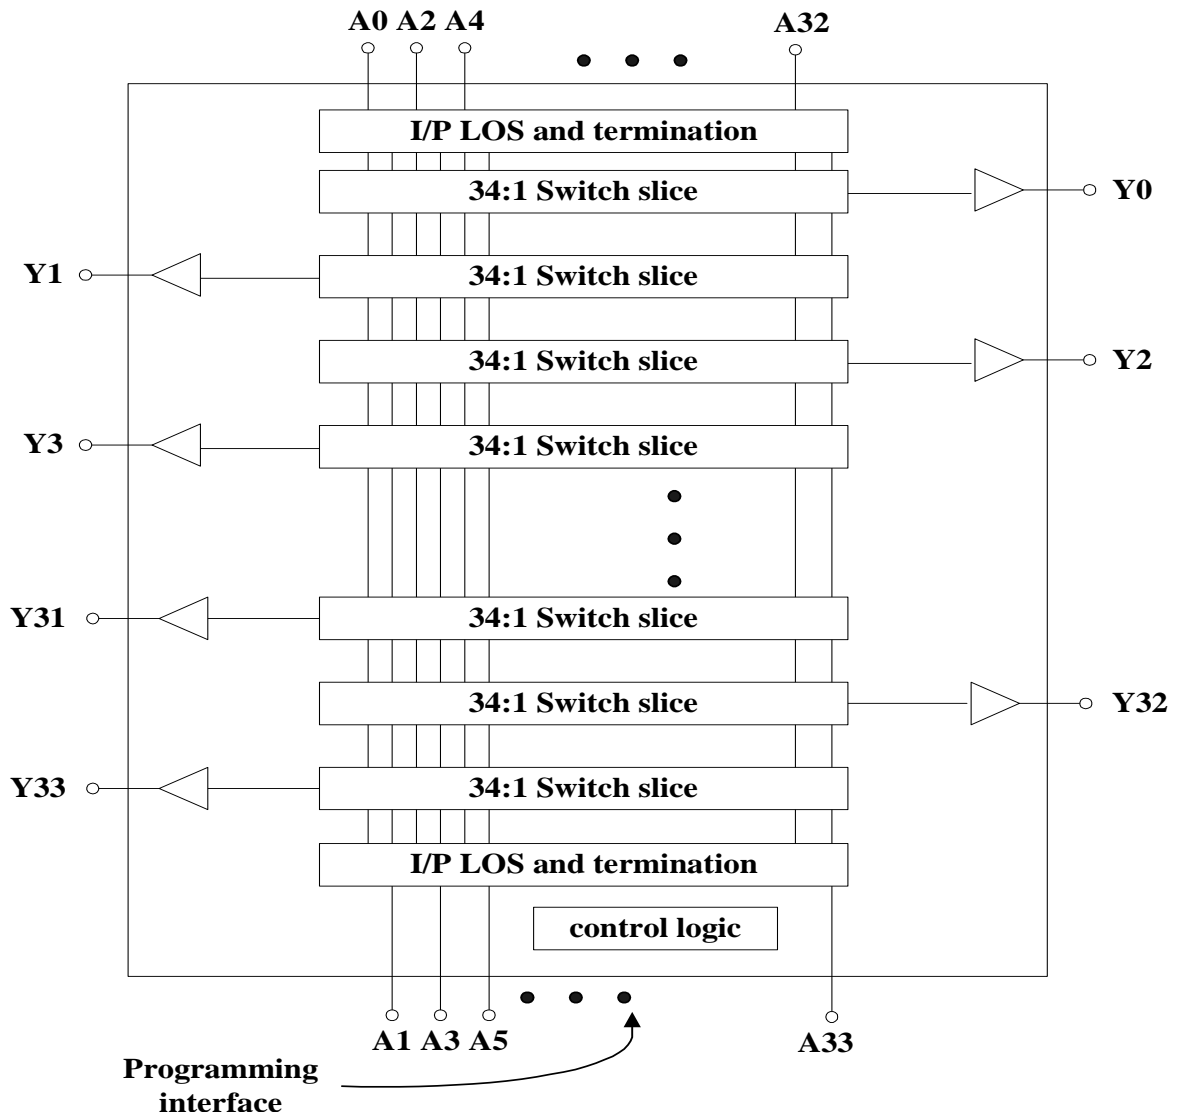 A0 A2 A4 A32
I/P LOS and termination
34:1 Switch slice
Y0
Y1
34:1 Switch slice
34:1 Switch slice
Y2
Y3
34:1 Switch slice
Y31
34:1 Switch slice
34:1 Switch slice
Y32
Y33
34:1 Switch slice
I/P LOS and termination
control logic
A1 A3 A5 A33
Programming
interface